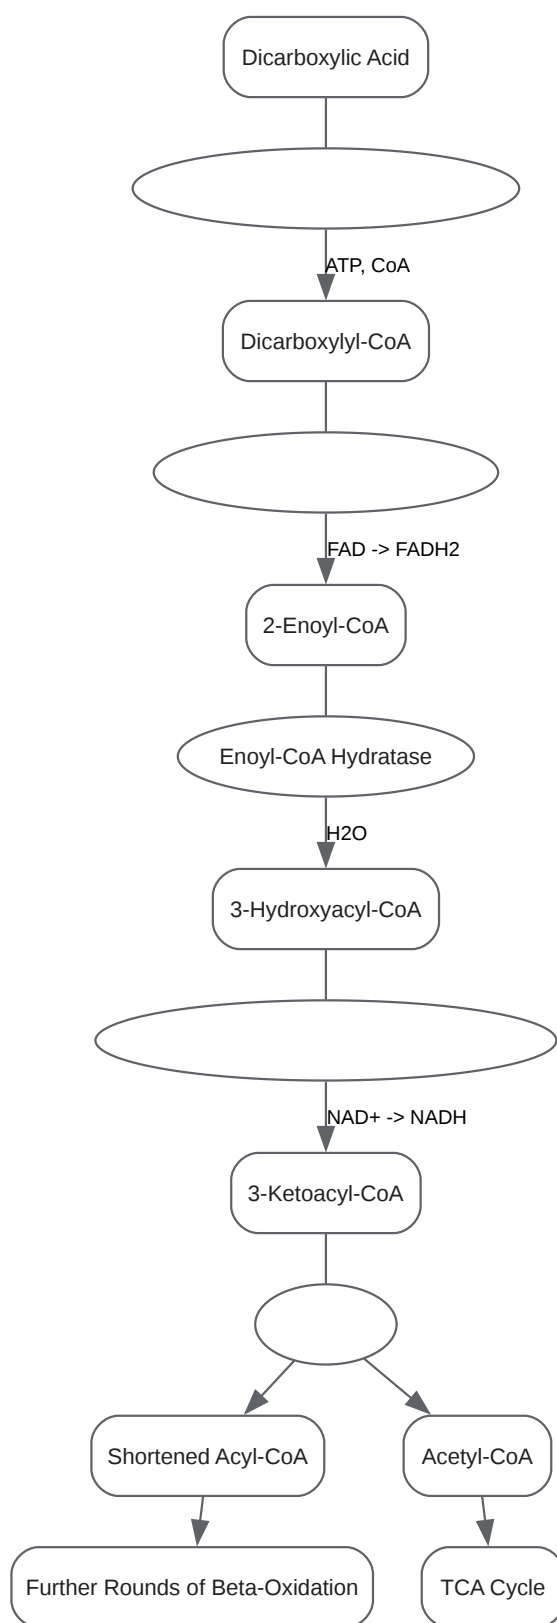 Dicarboxylic Acid
ATP, CoA
Dicarboxylyl-CoA
FAD -> FADH2
2-Enoyl-CoA
Enoyl-CoA Hydratase
H2O
3-Hydroxyacyl-CoA
NAD+ -> NADH
3-Ketoacyl-CoA
Shortened Acyl-CoA
Acetyl-CoA
Further Rounds of Beta-Oxidation
TCA Cycle